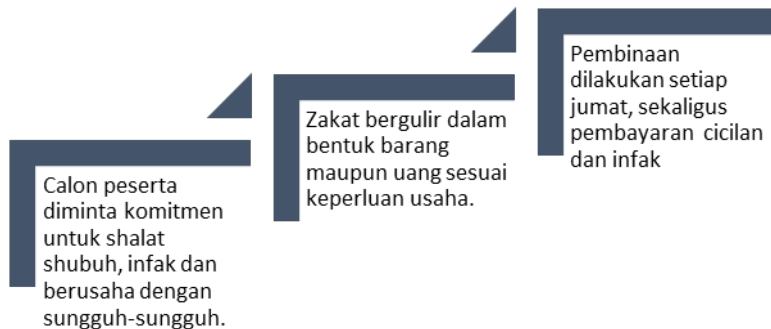 Calon peserta
diminta komitmen
untuk shalat
shubuh, infak dan
berusaha dengan
sungguh-sungguh.
Zakat bergulir dalam
bentuk barang
maupun uang sesuai
keperluan usaha.
Pembinaan
dilakukan setiap
jumat, sekaligus
pembayaran cicilan
dan infak